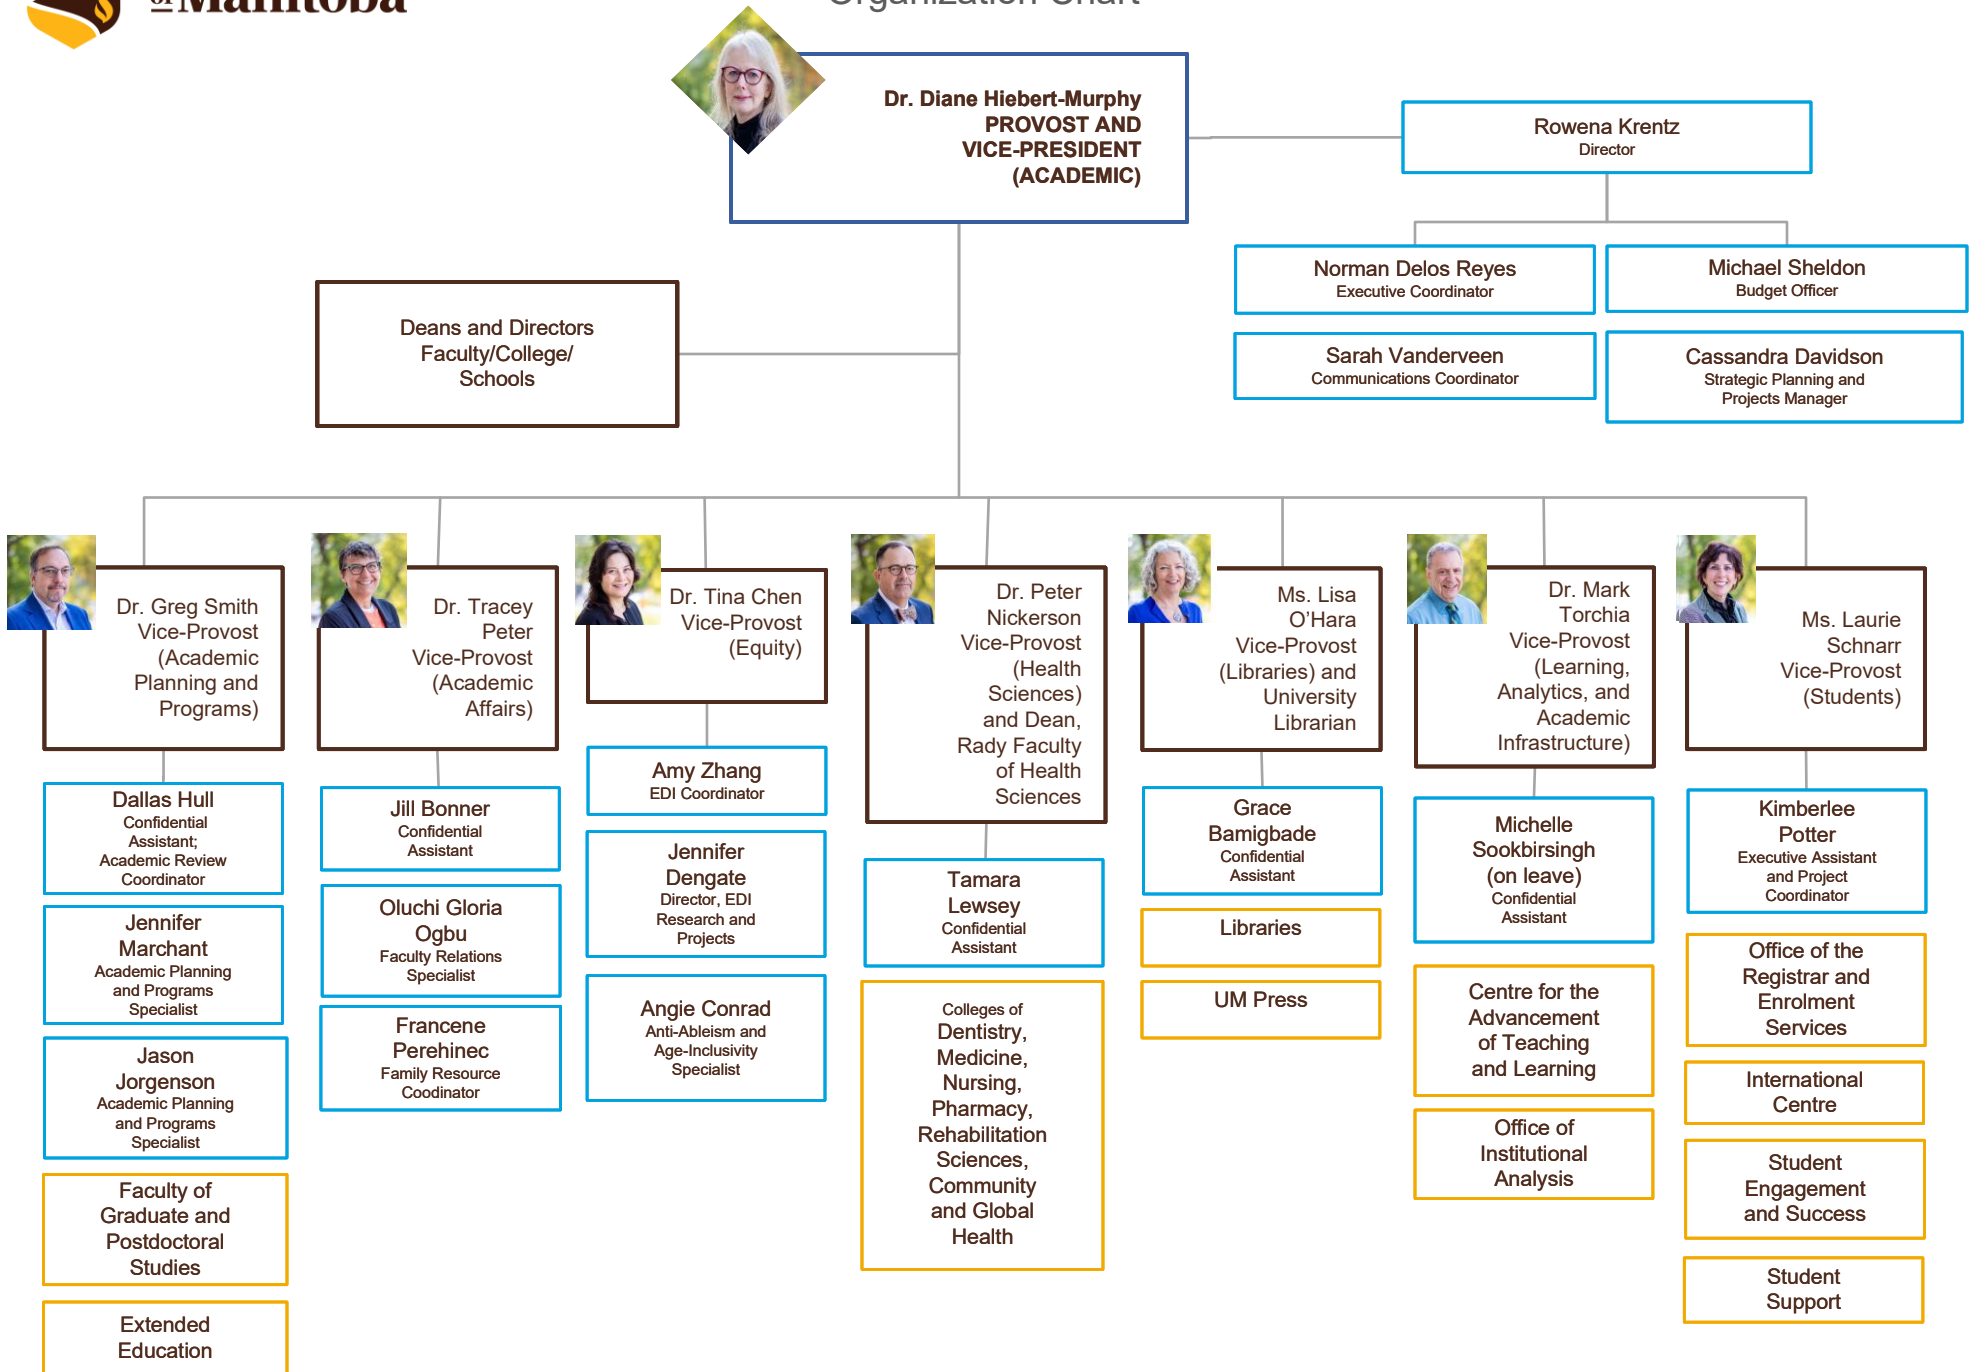 of Manitoba
Organization Chart
Dr. Diane Hiebert-Murphy
PROVOST AND
VICE-PRESIDENT
(ACADEMIC)
Rowena Krentz
Director
Norman Delos Reyes
Executive Coordinator
Michael Sheldon
Budget Officer
Sarah Vanderveen
Communications Coordinator
Cassandra Davidson
Strategic Planning and
Projects Manager
Deans and Directors
Faculty/College/
Schools
Dr. Greg Smith
Vice-Provost
(Academic
Planning and
Programs)
Dallas Hull
Confidential
Assistant;
Academic Review
Coordinator
Jennifer
Marchant
Academic Planning
and Programs
Specialist
Jason
Jorgenson
Academic Planning
and Programs
Specialist
Faculty of
Graduate and
Postdoctoral
Studies
Extended
Education
Dr. Tracey
Peter
Vice-Provost
(Academic
Affairs)
Jill Bonner
Confidential
Assistant
Oluchi Gloria
Ogbu
Faculty Relations
Specialist
Francene
Perehinec
Family Resource
Coodinator
Dr. Tina Chen
Vice-Provost
(Equity)
Amy Zhang
EDI Coordinator
Jennifer
Dengate
Director, EDI
Research and
Projects
Angie Conrad
Anti-Ableism and
Age-Inclusivity
Specialist
Dr. Peter
Nickerson
Vice-Provost
(Health
Sciences)
and Dean,
Rady Faculty
of Health
Sciences
Tamara
Lewsey
Confidential
Assistant
Colleges of
Dentistry,
Medicine,
Nursing,
Pharmacy,
Rehabilitation
Sciences,
Community
and Global
Health
Ms. Lisa
O’Hara
Vice-Provost
(Libraries) and
University
Librarian
Grace
Bamigbade
Confidential
Assistant
Libraries
UM Press
Dr. Mark
Torchia
Vice-Provost
(Learning,
Analytics, and
Academic
Infrastructure)
Michelle
Sookbirsingh
(on leave)
Confidential
Assistant
Centre for the
Advancement
of Teaching
and Learning
Office of
Institutional
Analysis
Ms. Laurie
Schnarr
Vice-Provost
(Students)
Kimberlee
Potter
Executive Assistant
and Project
Coordinator
Office of the
Registrar and
Enrolment
Services
International
Centre
Student
Engagement
and Success
Student
Support